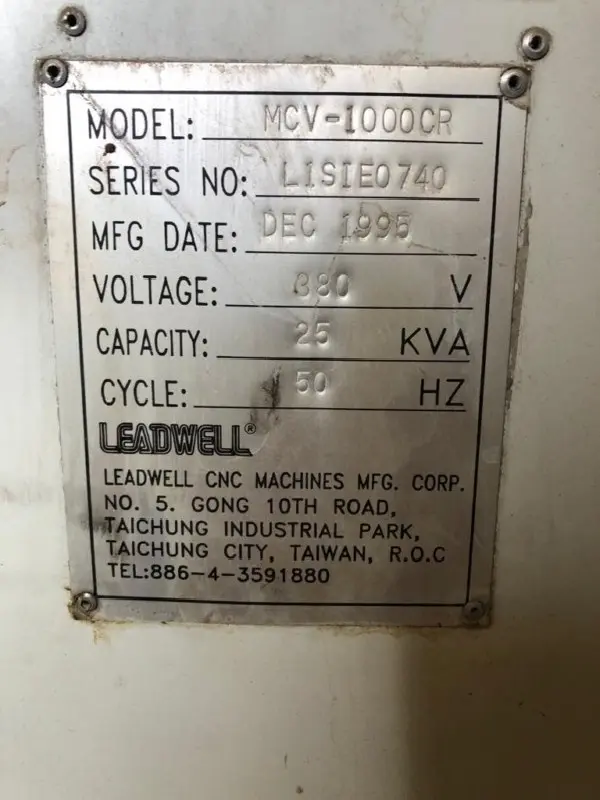 MODEL: MCV-1000CR
SERIES NO: LISIE0740
MFG DATE: DEC 1995
VOLTAGE: 380 V
CAPACITY: 25 KVA
CYCLE: 50 HZ
LEADWELL®
LEADWELL CNC MACHINES MFG. CORP.
NO. 5. GONG 10TH ROAD,
TAICHUNG INDUSTRIAL PARK,
TAICHUNG CITY, TAIWAN, R.O.C
TEL:886-4-3591880